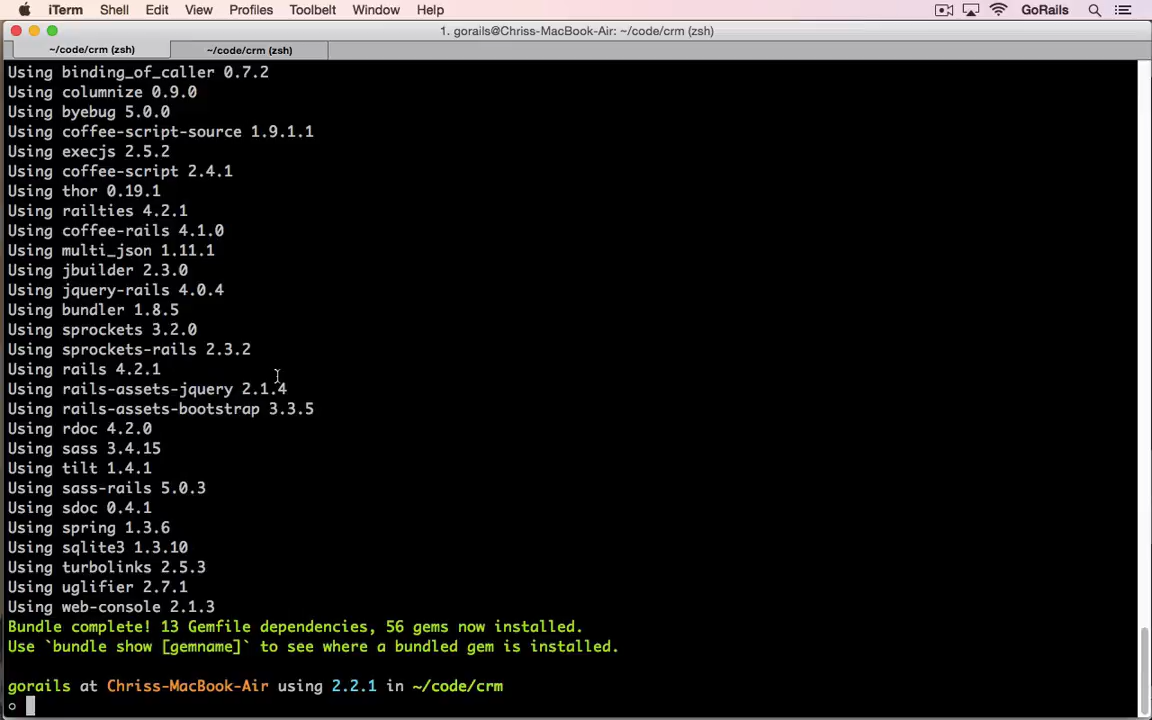 iTerm Shell Edit View Profiles Toolbelt Window Help GoRails
1. gorails@Chriss-MacBook-Air: ~/code/crm (zsh)
~/code/crm (zsh) ~/code/crm (zsh)
Using binding_of_caller 0.7.2
Using columnize 0.9.0
Using byebug 5.0.0
Using coffee-script-source 1.9.1.1
Using execjs 2.5.2
Using coffee-script 2.4.1
Using thor 0.19.1
Using railties 4.2.1
Using coffee-rails 4.1.0
Using multi_json 1.11.1
Using jbuilder 2.3.0
Using jquery-rails 4.0.4
Using bundler 1.8.5
Using sprockets 3.2.0
Using sprockets-rails 2.3.2
Using rails 4.2.1
Using rails-assets-jquery 2.1.4
Using rails-assets-bootstrap 3.3.5
Using rdoc 4.2.0
Using sass 3.4.15
Using tilt 1.4.1
Using sass-rails 5.0.3
Using sdoc 0.4.1
Using spring 1.3.6
Using sqlite3 1.3.10
Using turbolinks 2.5.3
Using uglifier 2.7.1
Using web-console 2.1.3
Bundle complete! 13 Gemfile dependencies, 56 gems now installed.
Use `bundle show [gemname]` to see where a bundled gem is installed.
gorails at Chriss-MacBook-Air using 2.2.1 in ~/code/crm